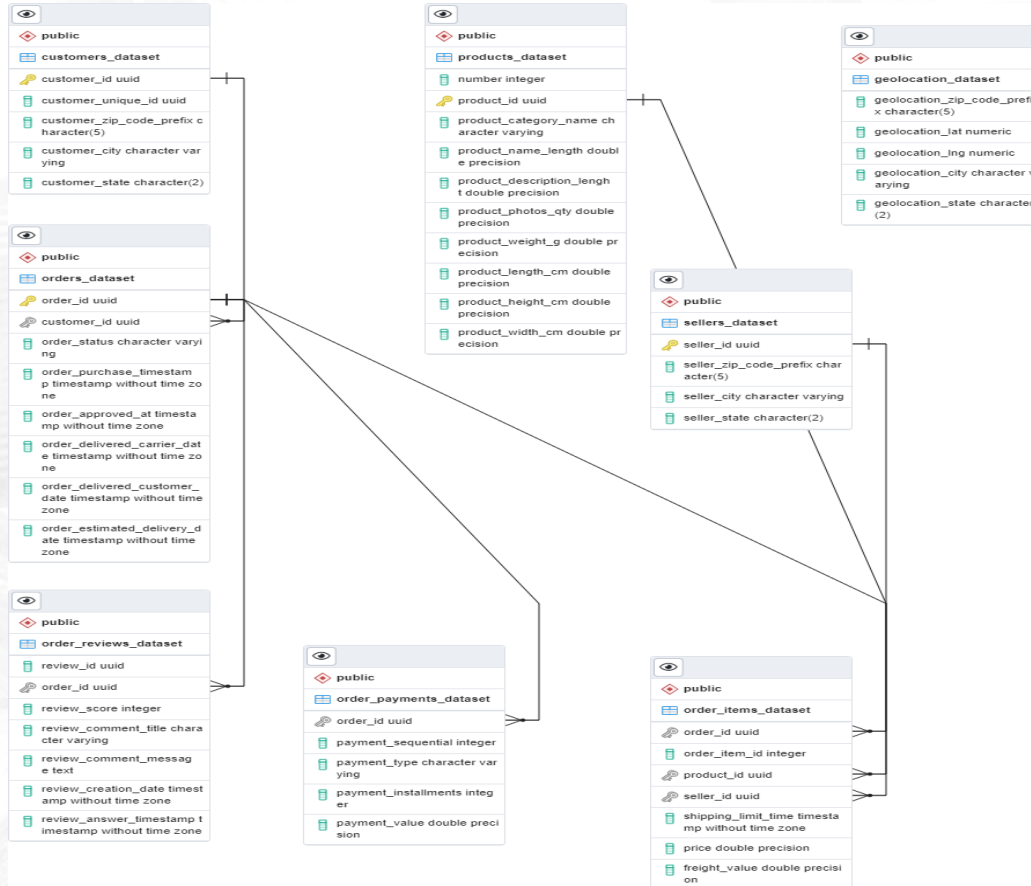 public
customers_dataset
customer_id uuid
customer_unique_id uuid
customer_zip_code_prefix c
haracter(5)
customer_city character var
ying
customer_state character(2)
public
orders_dataset
order_id uuid
customer_id uuid
order_status character varyi
ng
order_purchase_timestam
p timestamp without time zo
ne
order_approved_at timesta
mp without time zone
order_delivered_carrier_dat
e timestamp without time zo
ne
order_delivered_customer_
date timestamp without time
zone
order_estimated_delivery_d
ate timestamp without time
zone
public
order_reviews_dataset
review_id uuid
order_id uuid
review_score integer
review_comment_title chara
cter varying
review_comment_messag
e text
review_creation_date timest
amp without time zone
review_answer_timestamp t
imestamp without time zone
public
order_payments_dataset
order_id uuid
payment_sequential integer
payment_type character var
ying
payment_installments integ
er
payment_value double preci
sion
public
products_dataset
number integer
product_id uuid
product_category_name ch
aracter varying
product_name_length doubl
e precision
product_description_lengh
t double precision
product_photos_qty double
precision
product_weight_g double pr
ecision
product_length_cm double
precision
product_height_cm double
precision
product_width_cm double pr
ecision
public
sellers_dataset
seller_id uuid
seller_zip_code_prefix char
acter(5)
seller_city character varying
seller_state character(2)
public
order_items_dataset
order_id uuid
order_item_id integer
product_id uuid
seller_id uuid
shipping_limit_time timesta
mp without time zone
price double precision
freight_value double precisi
on
public
geolocation_dataset
geolocation_zip_code_prefi
x character(5)
geolocation_lat numeric
geolocation_lng numeric
geolocation_city character v
arying
geolocation_state character
(2)